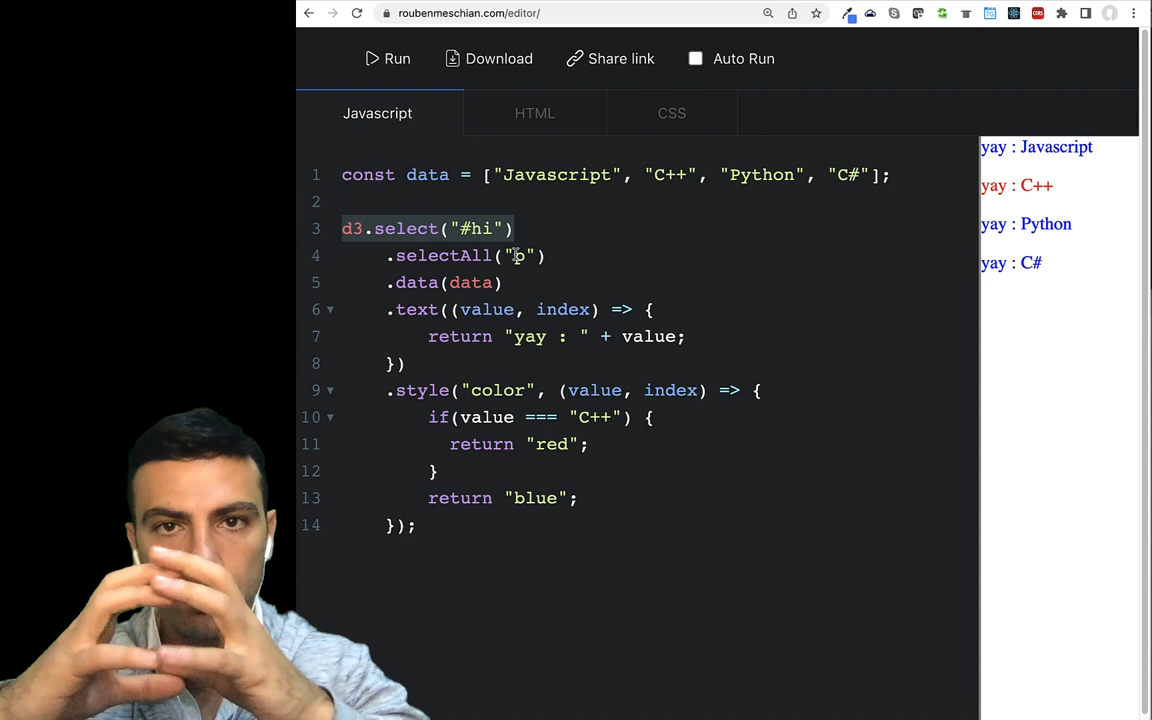 roubenmeschian.com/editor/
Run Download Share link Auto Run
Javascript HTML CSS
1 const data = ["Javascript", "C++", "Python", "C#"];
2
3 d3.select("#hi")
4 .selectAll("p")
5 .data(data)
6 .text((value, index) => {
7 return "yay : " + value;
8 })
9 .style("color", (value, index) => {
10 if(value === "C++") {
11 return "red";
12 }
13 return "blue";
14 });
yay : Javascript
yay : C++
yay : Python
yay : C#